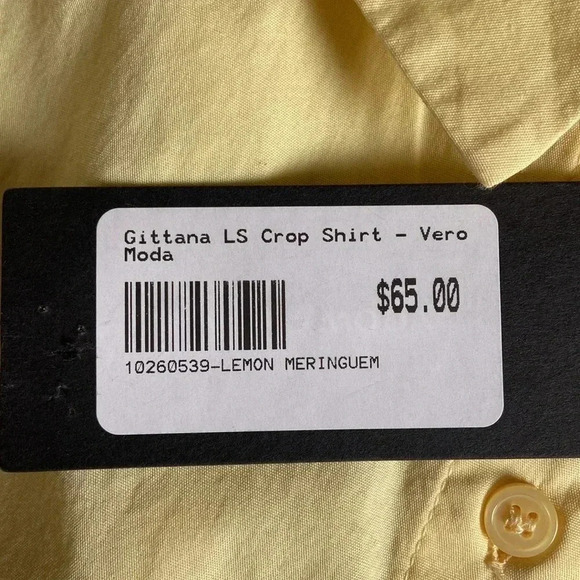 Gittana LS Crop Shirt - Vero
Moda
$65.00
10260539-LEMON MERINGUEM